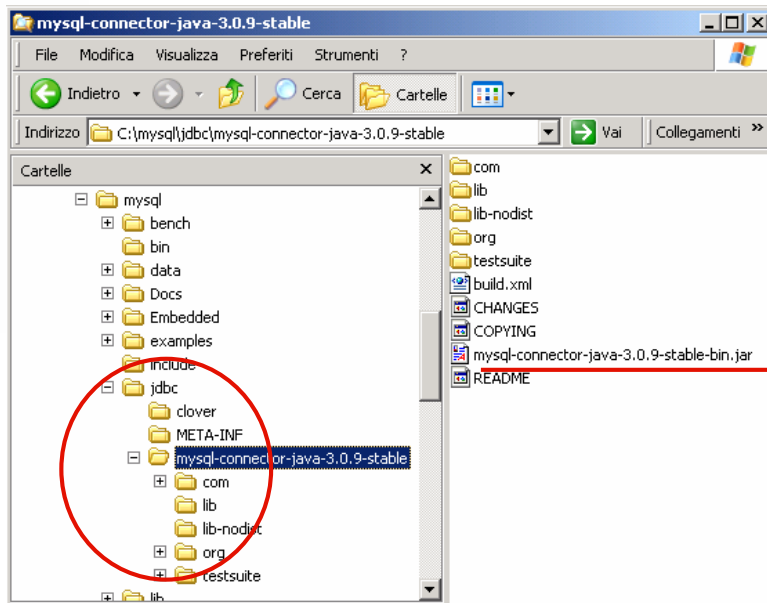 mysql-connector-java-3.0.9-stable
File Modifica Visualizza Preferiti Strumenti ?
Indietro Cerca Cartelle
Indirizzo C:\mysql\jdbc\mysql-connector-java-3.0.9-stable Vai Collegamenti »
Cartelle
mysql
bench
bin
data
Docs
Embedded
examples
include
jdbc
clover
META-INF
mysql-connector-java-3.0.9-stable
com
lib
lib-nodist
org
testsuite
lib
com
lib
lib-nodist
org
testsuite
build.xml
CHANGES
COPYING
mysql-connector-java-3.0.9-stable-bin.jar
README